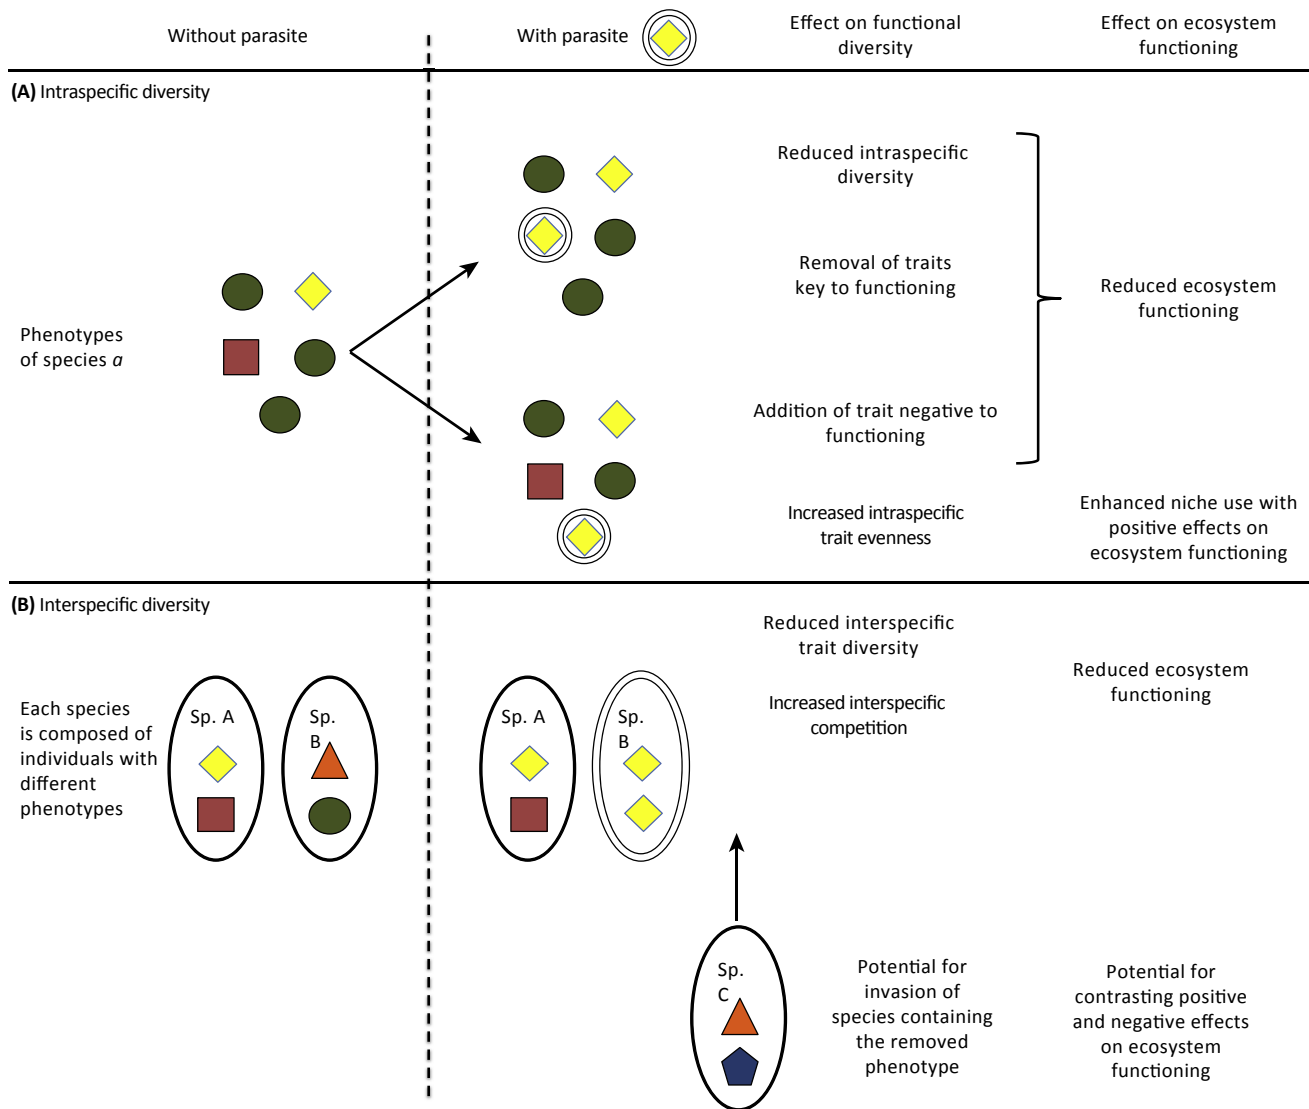 Without parasite
With parasite
Effect on functional
diversity
Effect on ecosystem
functioning
(A) Intraspecific diversity
Phenotypes
of species a
Reduced intraspecific
diversity
Removal of traits
key to functioning
Reduced ecosystem
functioning
Addition of trait negative to
functioning
Increased intraspecific
trait evenness
Enhanced niche use with
positive effects on
ecosystem functioning
(B) Interspecific diversity
Each species
is composed of
individuals with
different
phenotypes
Sp. A
Sp.
B
Sp. A
Sp.
B
Reduced interspecific
trait diversity
Increased interspecific
competition
Reduced ecosystem
functioning
Sp.
C
Potential for
invasion of
species containing
the removed
phenotype
Potential for
contrasting positive
and negative effects
on ecosystem
functioning